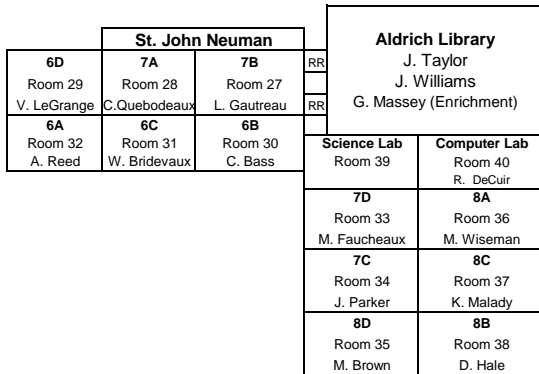 St. John Neuman
Aldrich Library
J. Taylor
J. Williams
G. Massey (Enrichment)
6D
Room 29
V. LeGrange
7A
Room 28
C.Quebodeaux
7B
Room 27
L. Gautreau
RR
RR
6A
Room 32
A. Reed
6C
Room 31
W. Bridevaux
6B
Room 30
C. Bass
Science Lab
Room 39
Computer Lab
Room 40
R. DeCuir
7D
Room 33
M. Faucheaux
8A
Room 36
M. Wiseman
7C
Room 34
J. Parker
8C
Room 37
K. Malady
8D
Room 35
M. Brown
8B
Room 38
D. Hale